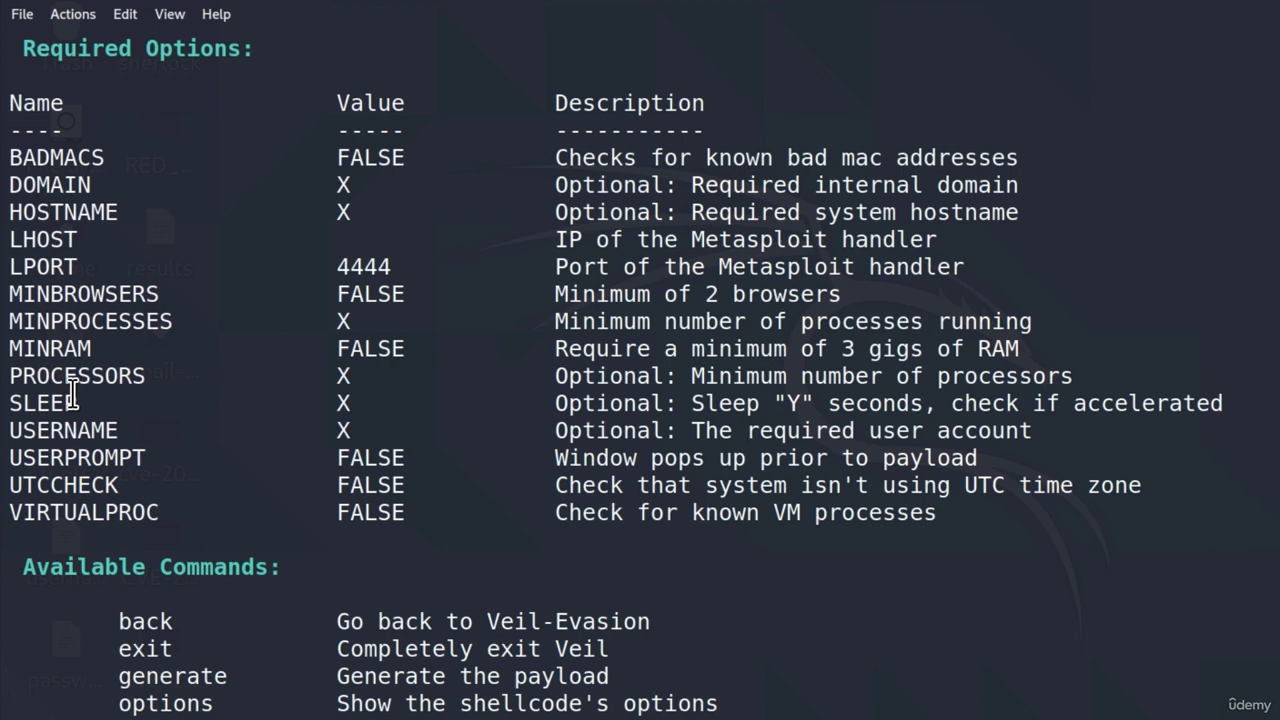 File Actions Edit View Help
Required Options:
Name Value Description
---- ----- -----------
BADMACS FALSE Checks for known bad mac addresses
DOMAIN X Optional: Required internal domain
HOSTNAME X Optional: Required system hostname
LHOST IP of the Metasploit handler
LPORT 4444 Port of the Metasploit handler
MINBROWSERS FALSE Minimum of 2 browsers
MINPROCESSES X Minimum number of processes running
MINRAM FALSE Require a minimum of 3 gigs of RAM
PROCESSORS X Optional: Minimum number of processors
SLEEP X Optional: Sleep "Y" seconds, check if accelerated
USERNAME X Optional: The required user account
USERPROMPT FALSE Window pops up prior to payload
UTCCHECK FALSE Check that system isn't using UTC time zone
VIRTUALPROC FALSE Check for known VM processes
Available Commands:
back Go back to Veil-Evasion
exit Completely exit Veil
generate Generate the payload
options Show the shellcode's options
ûdemy